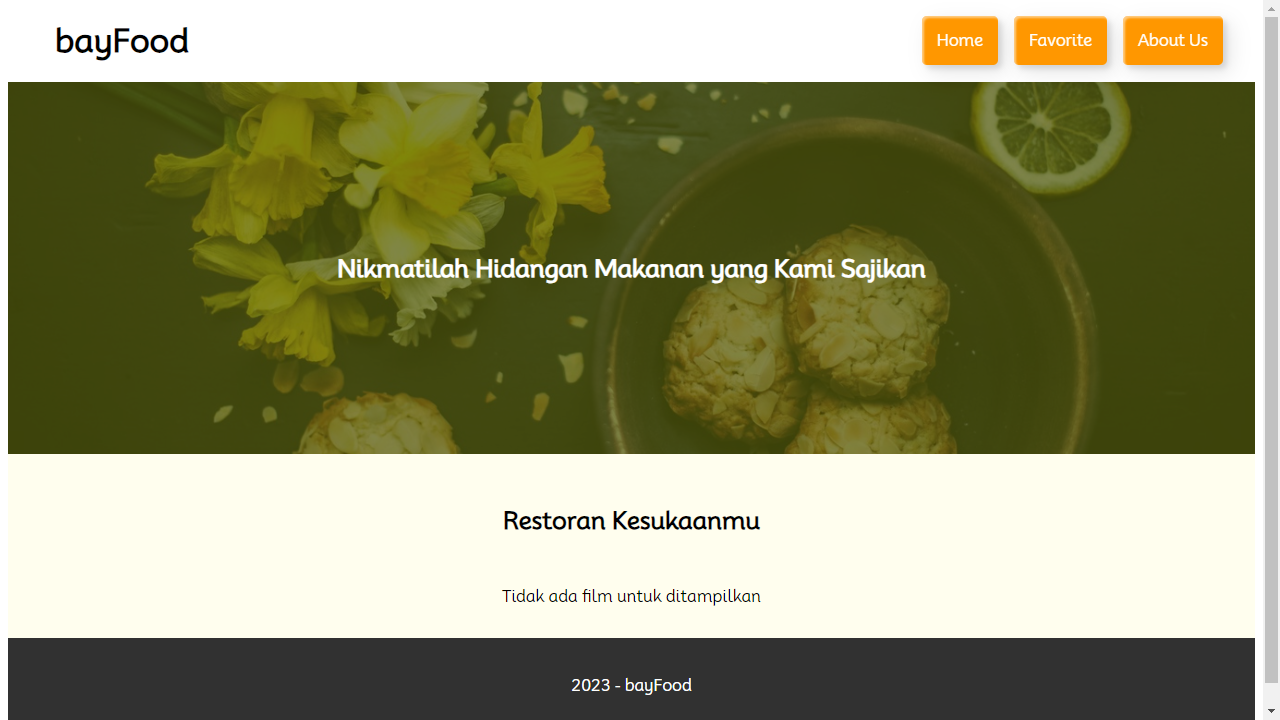 bayFood
Home
Favorite
About Us
Nikmatilah Hidangan Makanan yang Kami Sajikan
Restoran Kesukaanmu
Tidak ada film untuk ditampilkan
2023 - bayFood